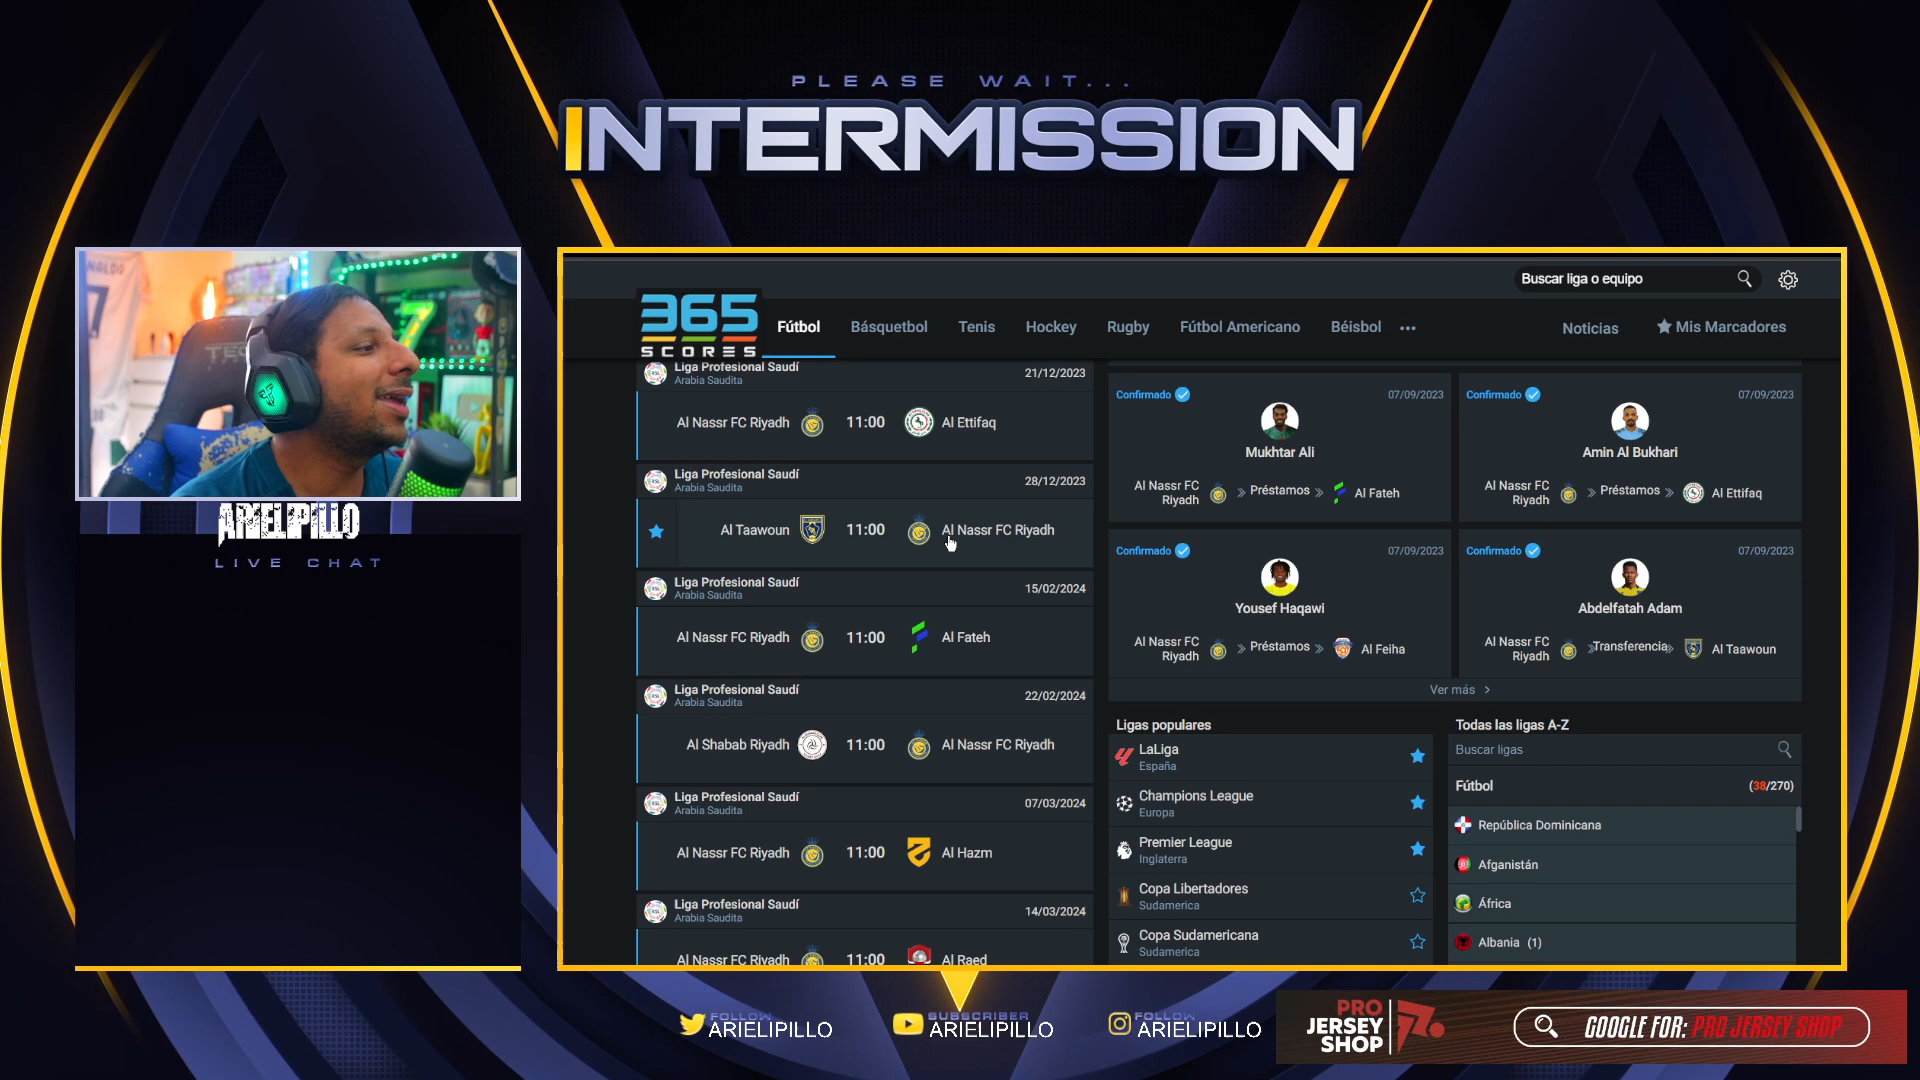 PLEASE WAIT...
INTERMISSION
NALDO
7
ARIELIPILLO
LIVE CHAT
Buscar liga o equipo
365
SCORES
Fútbol
Básquetbol
Tenis
Hockey
Rugby
Fútbol Americano
Béisbol
Noticias
Mis Marcadores
Liga Profesional Saudí
Arabia Saudita
21/12/2023
Al Nassr FC Riyadh 11:00 Al Ettifaq
Liga Profesional Saudí
Arabia Saudita
28/12/2023
Al Taawoun 11:00 Al Nassr FC Riyadh
Liga Profesional Saudí
Arabia Saudita
15/02/2024
Al Nassr FC Riyadh 11:00 Al Fateh
Liga Profesional Saudí
Arabia Saudita
22/02/2024
Al Shabab Riyadh 11:00 Al Nassr FC Riyadh
Liga Profesional Saudí
Arabia Saudita
07/03/2024
Al Nassr FC Riyadh 11:00 Al Hazm
Liga Profesional Saudí
Arabia Saudita
14/03/2024
Al Nassr FC Riyadh 11:00 Al Raed
Confirmado 07/09/2023
Mukhtar Ali
Al Nassr FC
Riyadh
Préstamos
Al Fateh
Confirmado 07/09/2023
Amin Al Bukhari
Al Nassr FC
Riyadh
Préstamos
Al Ettifaq
Confirmado 07/09/2023
Yousef Haqawi
Al Nassr FC
Riyadh
Préstamos
Al Feiha
Confirmado 07/09/2023
Abdelfatah Adam
Al Nassr FC
Riyadh
Transferencia
Al Taawoun
Ver más
Ligas populares
LaLiga
España
Champions League
Europa
Premier League
Inglaterra
Copa Libertadores
Sudamerica
Copa Sudamericana
Sudamerica
Todas las ligas A-Z
Buscar ligas
Fútbol (38/270)
República Dominicana
Afganistán
África
Albania (1)
FOLLOW
ARIELIPILLO
SUBSCRIBER
ARIELIPILLO
FOLLOW
ARIELIPILLO
PRO
JERSEY
SHOP
GOOGLE FOR: PRO JERSEY SHOP